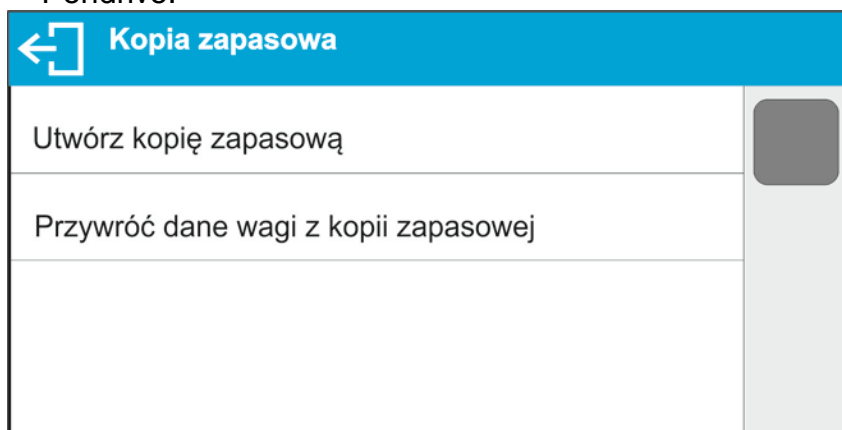 Kopia zapasowa
Utwórz kopię zapasową
Przywróć dane wagi z kopii zapasowej